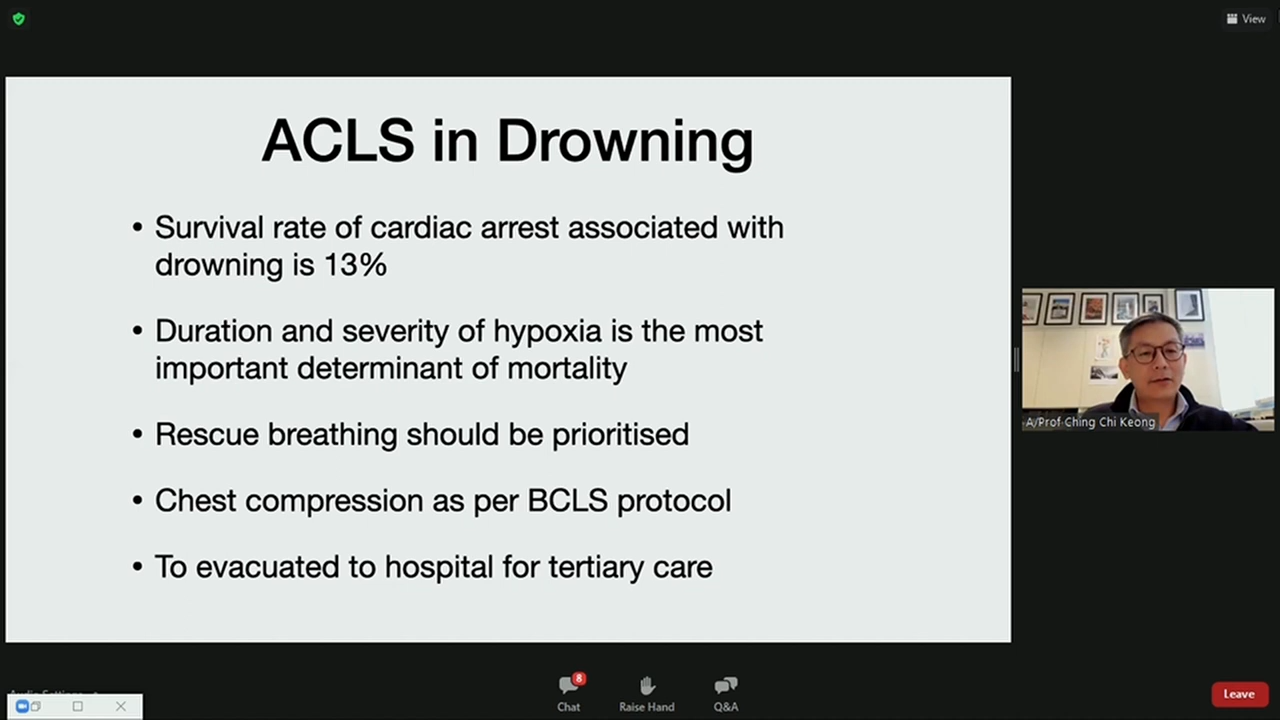 View
ACLS in Drowning
• Survival rate of cardiac arrest associated with
drowning is 13%
• Duration and severity of hypoxia is the most
important determinant of mortality
• Rescue breathing should be prioritised
• Chest compression as per BCLS protocol
• To evacuated to hospital for tertiary care
A/Prof Ching Chi Keong
8
Chat
Raise Hand
Q&A
Leave